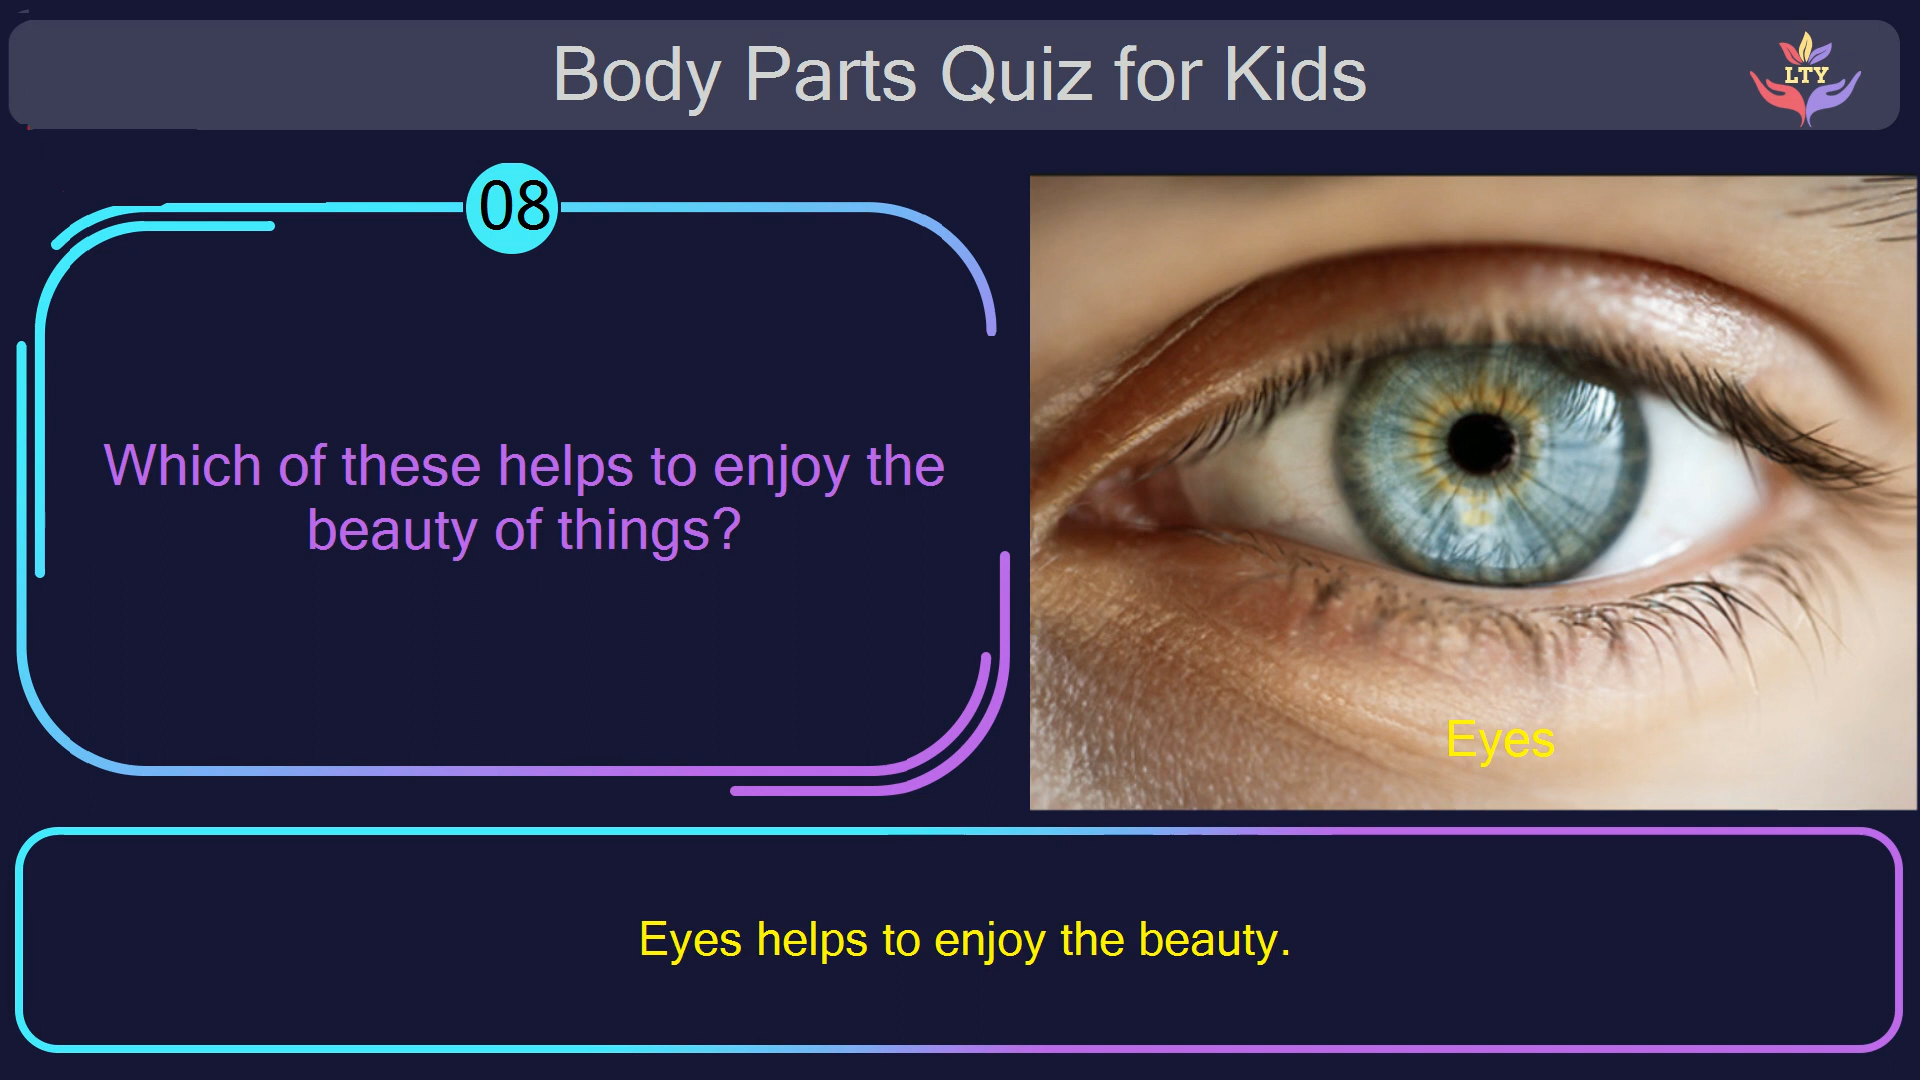 Body Parts Quiz for Kids
LTY
08
Which of these helps to enjoy the
beauty of things?
Eyes
Eyes helps to enjoy the beauty.